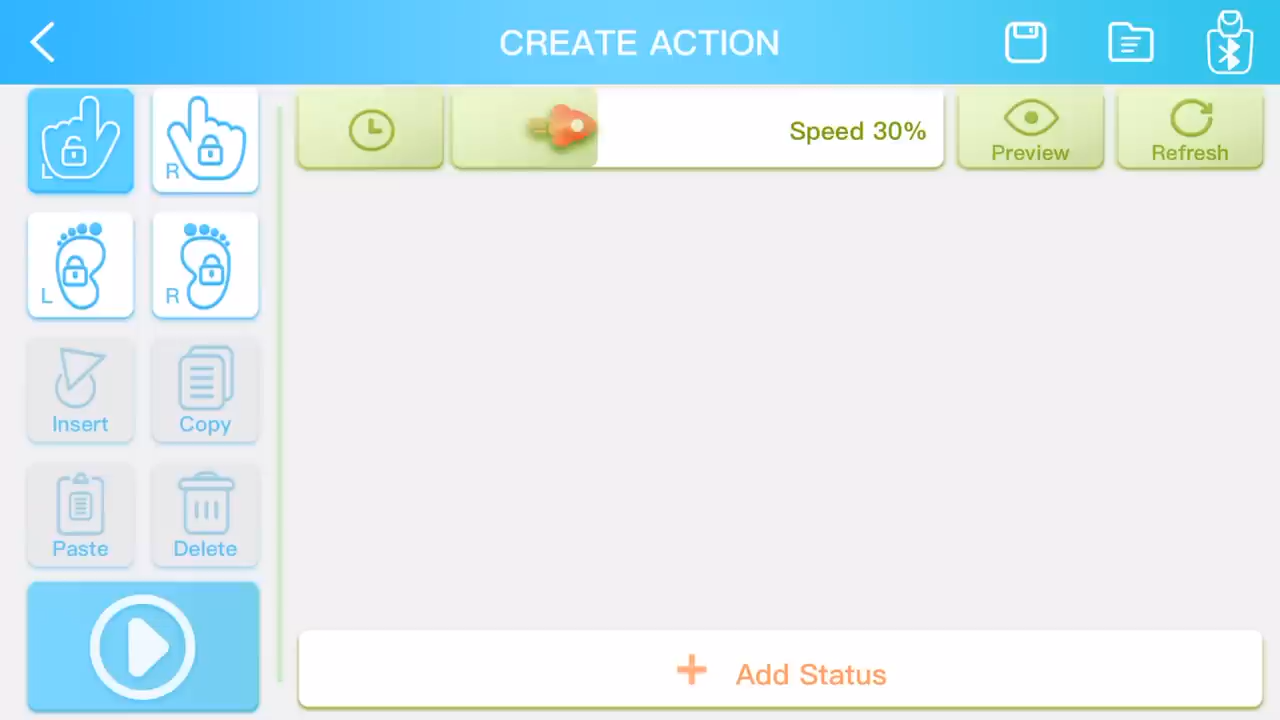 CREATE ACTION
L
R
Speed 30%
Preview
Refresh
L
R
Insert
Copy
Paste
Delete
+ Add Status